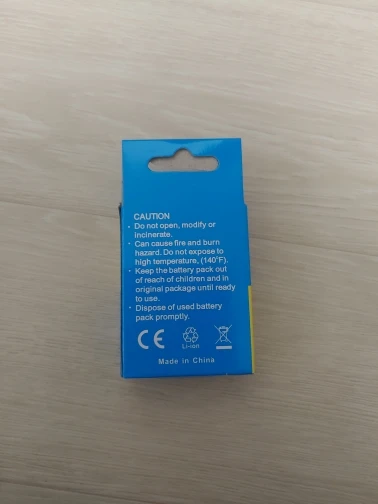 CAUTION
· Do not open, modify or
incinerate.
· Can cause fire and burn
hazard. Do not expose to
high temperature, (140°F).
· Keep the battery pack out
of reach of children and in
original package until ready
to use.
· Dispose of used battery
pack promptly.
CE Li-ion
Made in China